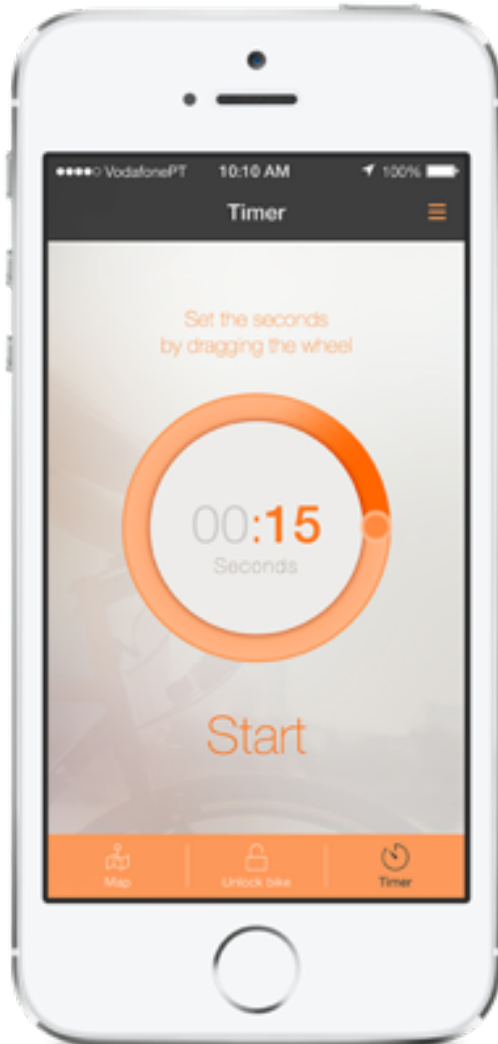 VodafonePT 10:10 AM 100%
Timer
Set the seconds
by dragging the wheel
00:15
Seconds
Start
Map Unlock bike Timer